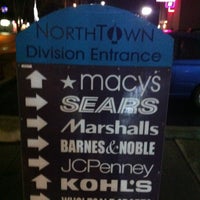 NORTHTOWN
Division Entrance
★macy's
SEARS
Marshalls
BARNES&NOBLE
JCPenney
KOHL'S